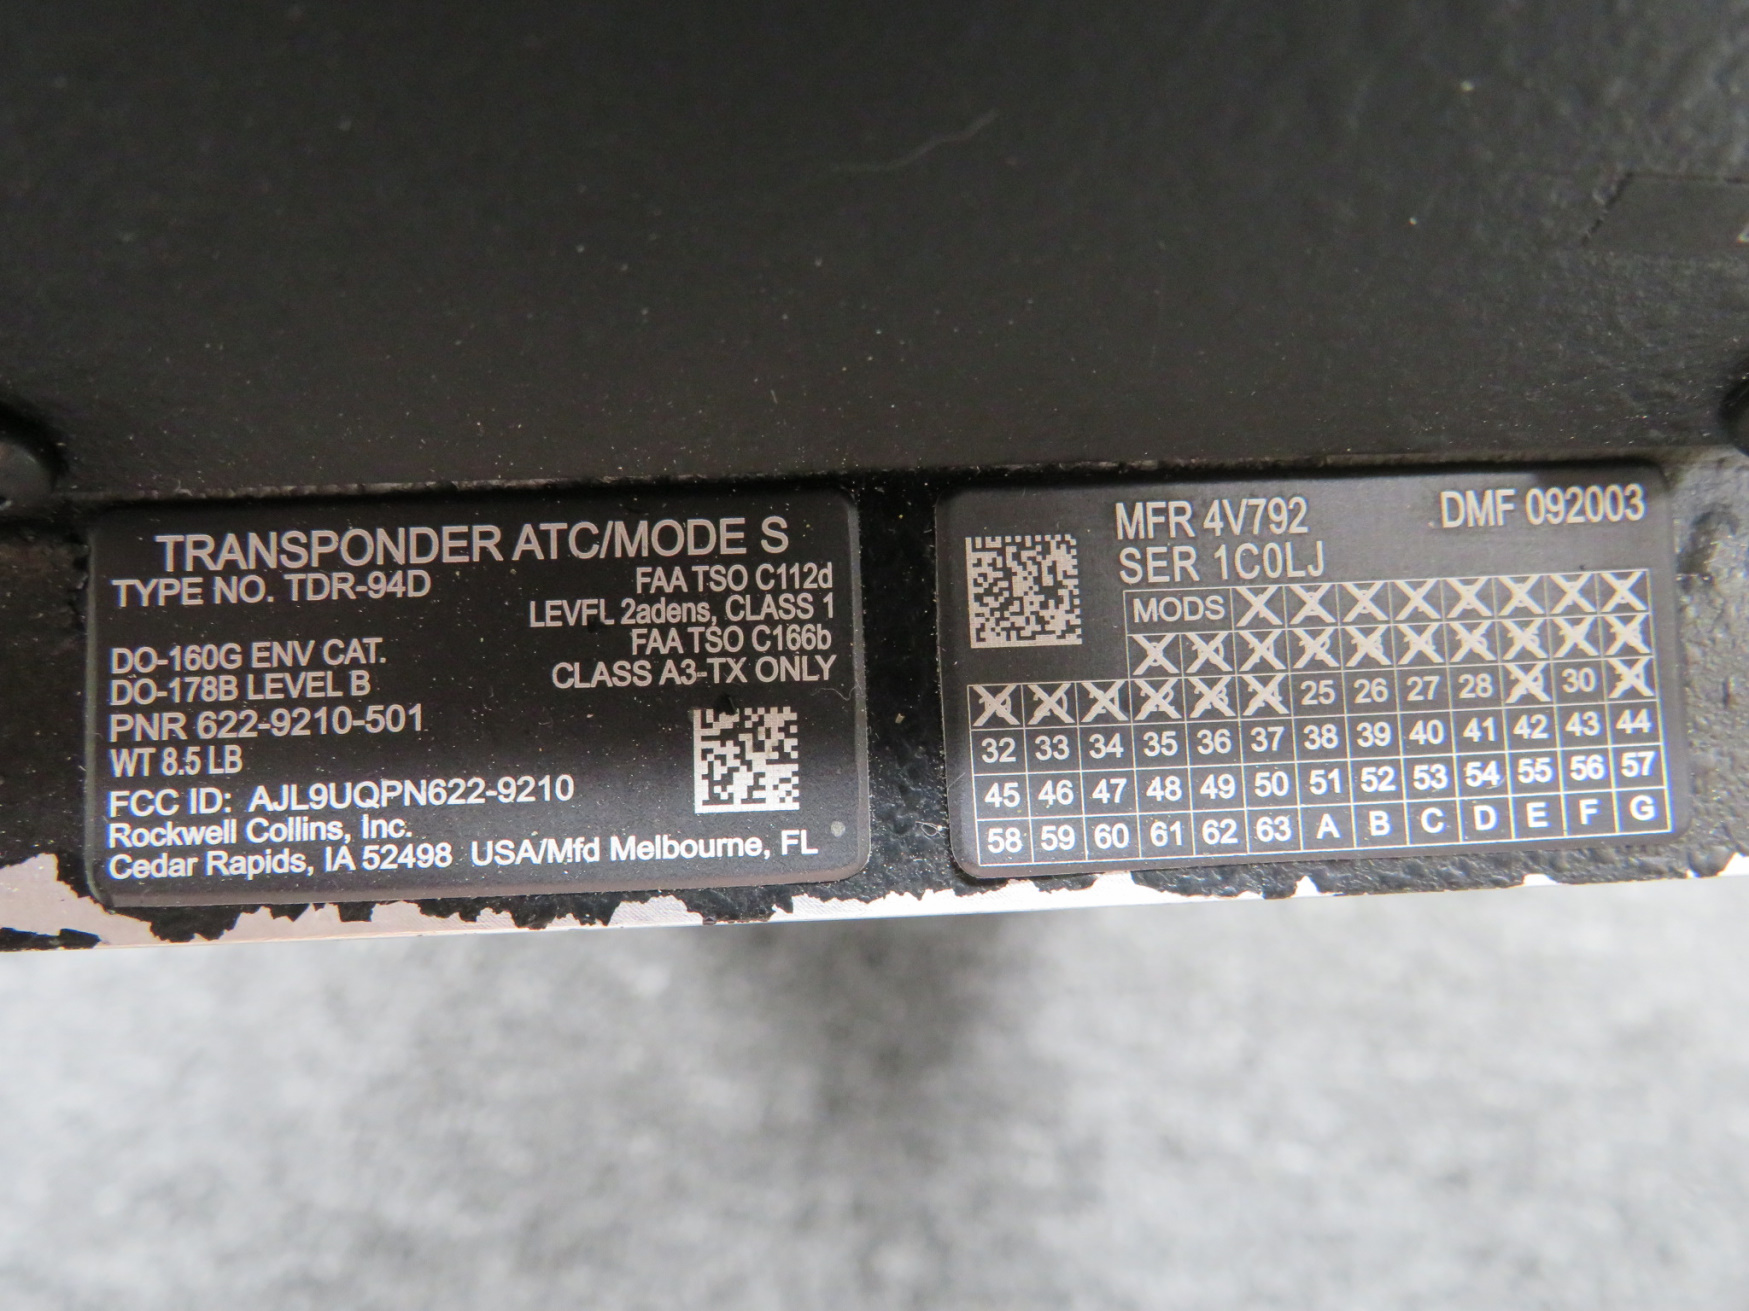 TRANSPONDER ATC/MODE S
TYPE NO. TDR-94D
FAA TSO C112d
LEVFL 2adens, CLASS 1
FAA TSO C166b
CLASS A3-TX ONLY
DO-160G ENV CAT.
DO-178B LEVEL B
PNR 622-9210-501
WT 8.5 LB
FCC ID: AJL9UQPN622-9210
Rockwell Collins, Inc.
Cedar Rapids, IA 52498 USA/Mfd Melbourne, FL
MFR 4V792 DMF 092003
SER 1C0LJ
MODS
25 26 27 28 30
32 33 34 35 36 37 38 39 40 41 42 43 44
45 46 47 48 49 50 51 52 53 54 55 56 57
58 59 60 61 62 63 A B C D E F G